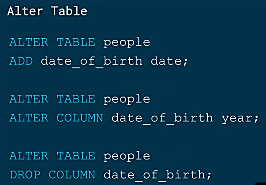 Alter Table
ALTER TABLE people
ADD date_of_birth date;
ALTER TABLE people
ALTER COLUMN date_of_birth year;
ALTER TABLE people
DROP COLUMN date_of_birth;